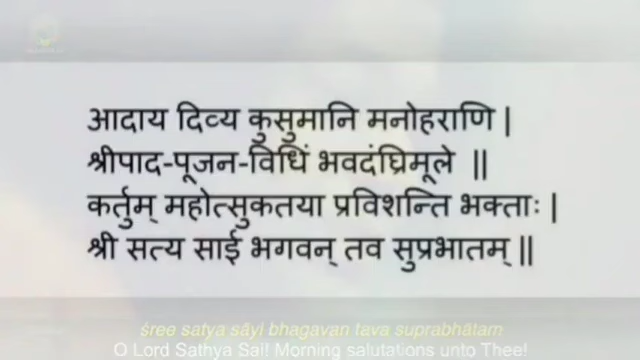 आदाय दिव्य कुसुमानि मनोहराणि |
श्रीपाद-पूजन-विधिं भवदंघ्रिमूले ||
कर्तुम् महोत्सुकतया प्रविशन्ति भक्ताः |
श्री सत्य साई भगवन् तव सुप्रभातम् ||
śree satya sāyi bhagavan tava suprabhātam
O Lord Sathya Sai! Morning salutations unto Thee!